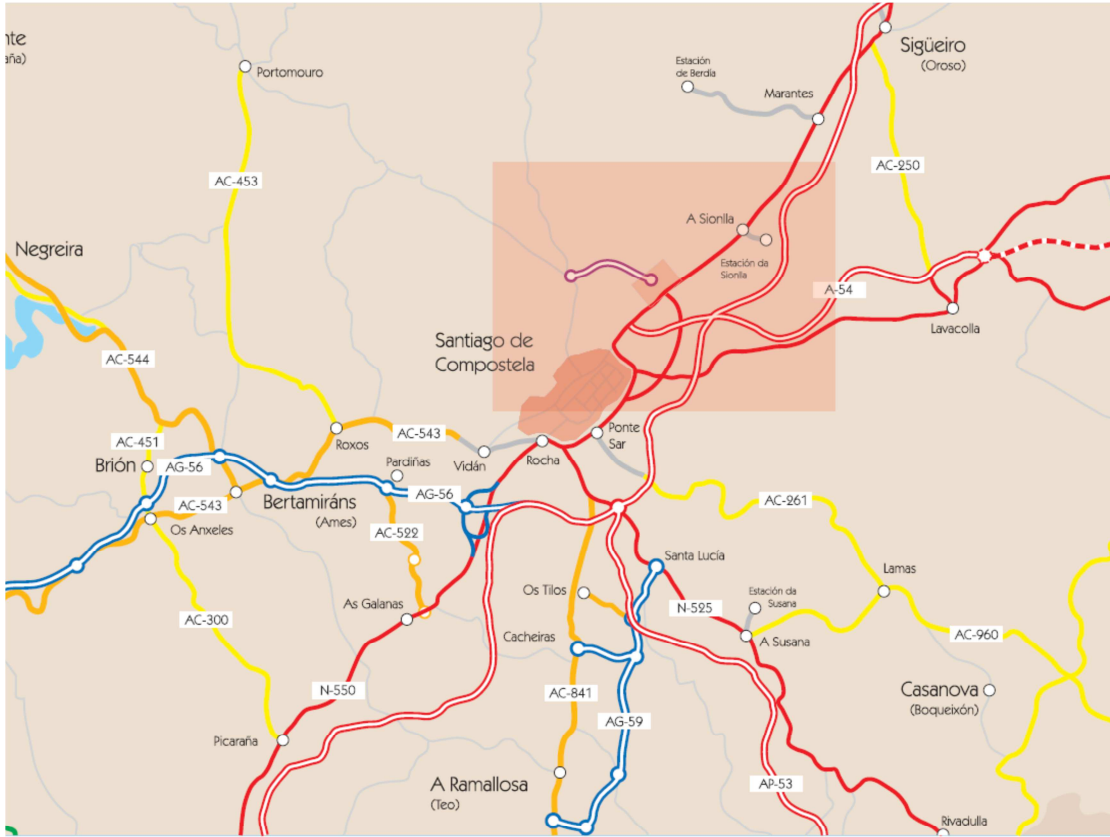 nte
aña)
Portomouro
Estación
de Berdía
Marantes
Sigüeiro
(Oroso)
AC-453
AC-250
Negreira
A Sionlla
Estación da
Sionlla
A-54
Lavacolla
Santiago de
Compostela
AC-544
AC-451
Brión
AG-56
Roxos
AC-543
Vidán
Rocha
Ponte
Sar
Pardiñas
Bertamiráns
(Ames)
AG-56
AC-543
Os Anxeles
AC-522
AC-261
Santa Lucía
Lamas
Os Tilos
N-525
Estación da
Susana
A Susana
As Galanas
AC-300
Cacheiras
AC-960
N-550
AC-841
Casanova
(Boqueixón)
AG-59
Picaraña
A Ramallosa
(Teo)
AP-53
Rivadulla